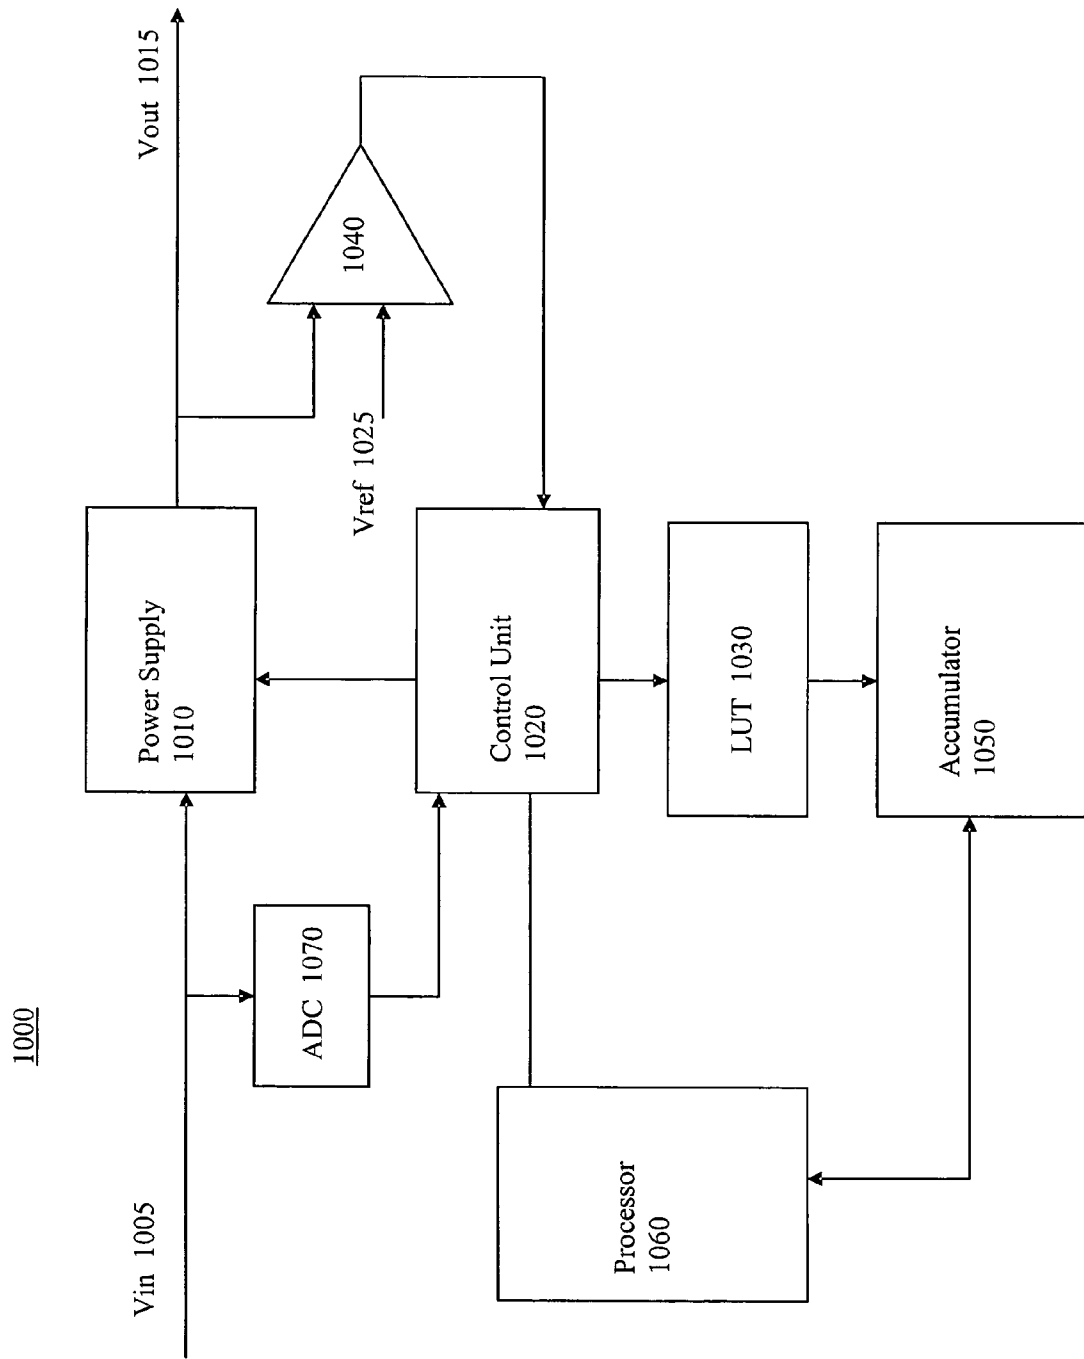 1000
Vin 1005
Vout 1015
Power Supply
1010
ADC 1070
Vref 1025
1040
Control Unit
1020
Processor
1060
LUT 1030
Accumulator
1050